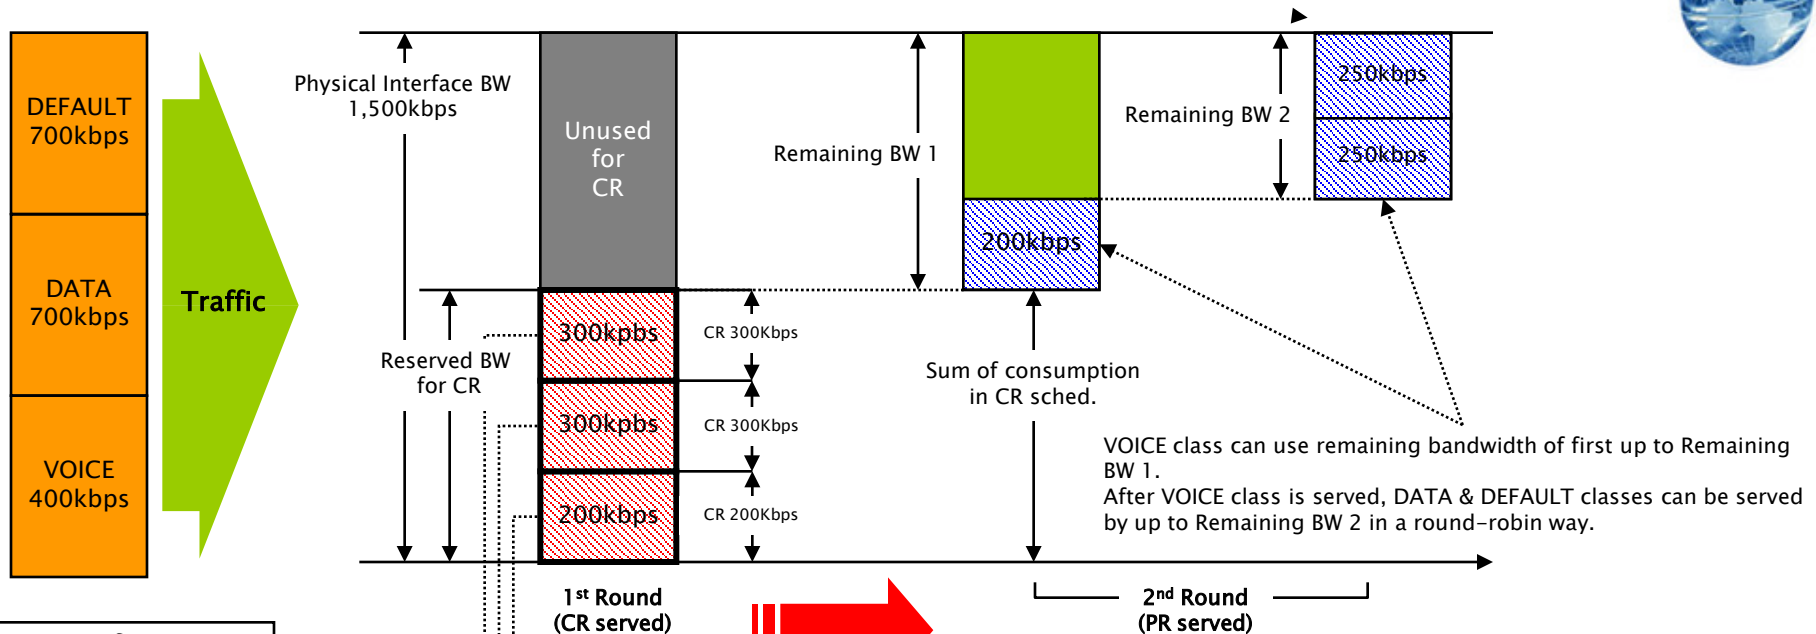 DEFAULT
700kbps
DATA
700kbps
VOICE
400kbps
Traffic
Physical Interface BW
1,500kbps
Reserved BW
for CR
Unused
for
CR
300kpbs
300kpbs
200kbps
CR 300Kbps
CR 300Kbps
CR 200Kbps
1st Round
(CR served)
Remaining BW 1
200kbps
Sum of consumption
in CR sched.
Remaining BW 2
250kbps
250kbps
VOICE class can use remaining bandwidth of first up to Remaining
BW 1.
After VOICE class is served, DATA & DEFAULT classes can be served
by up to Remaining BW 2 in a round-robin way.
2nd Round
(PR served)